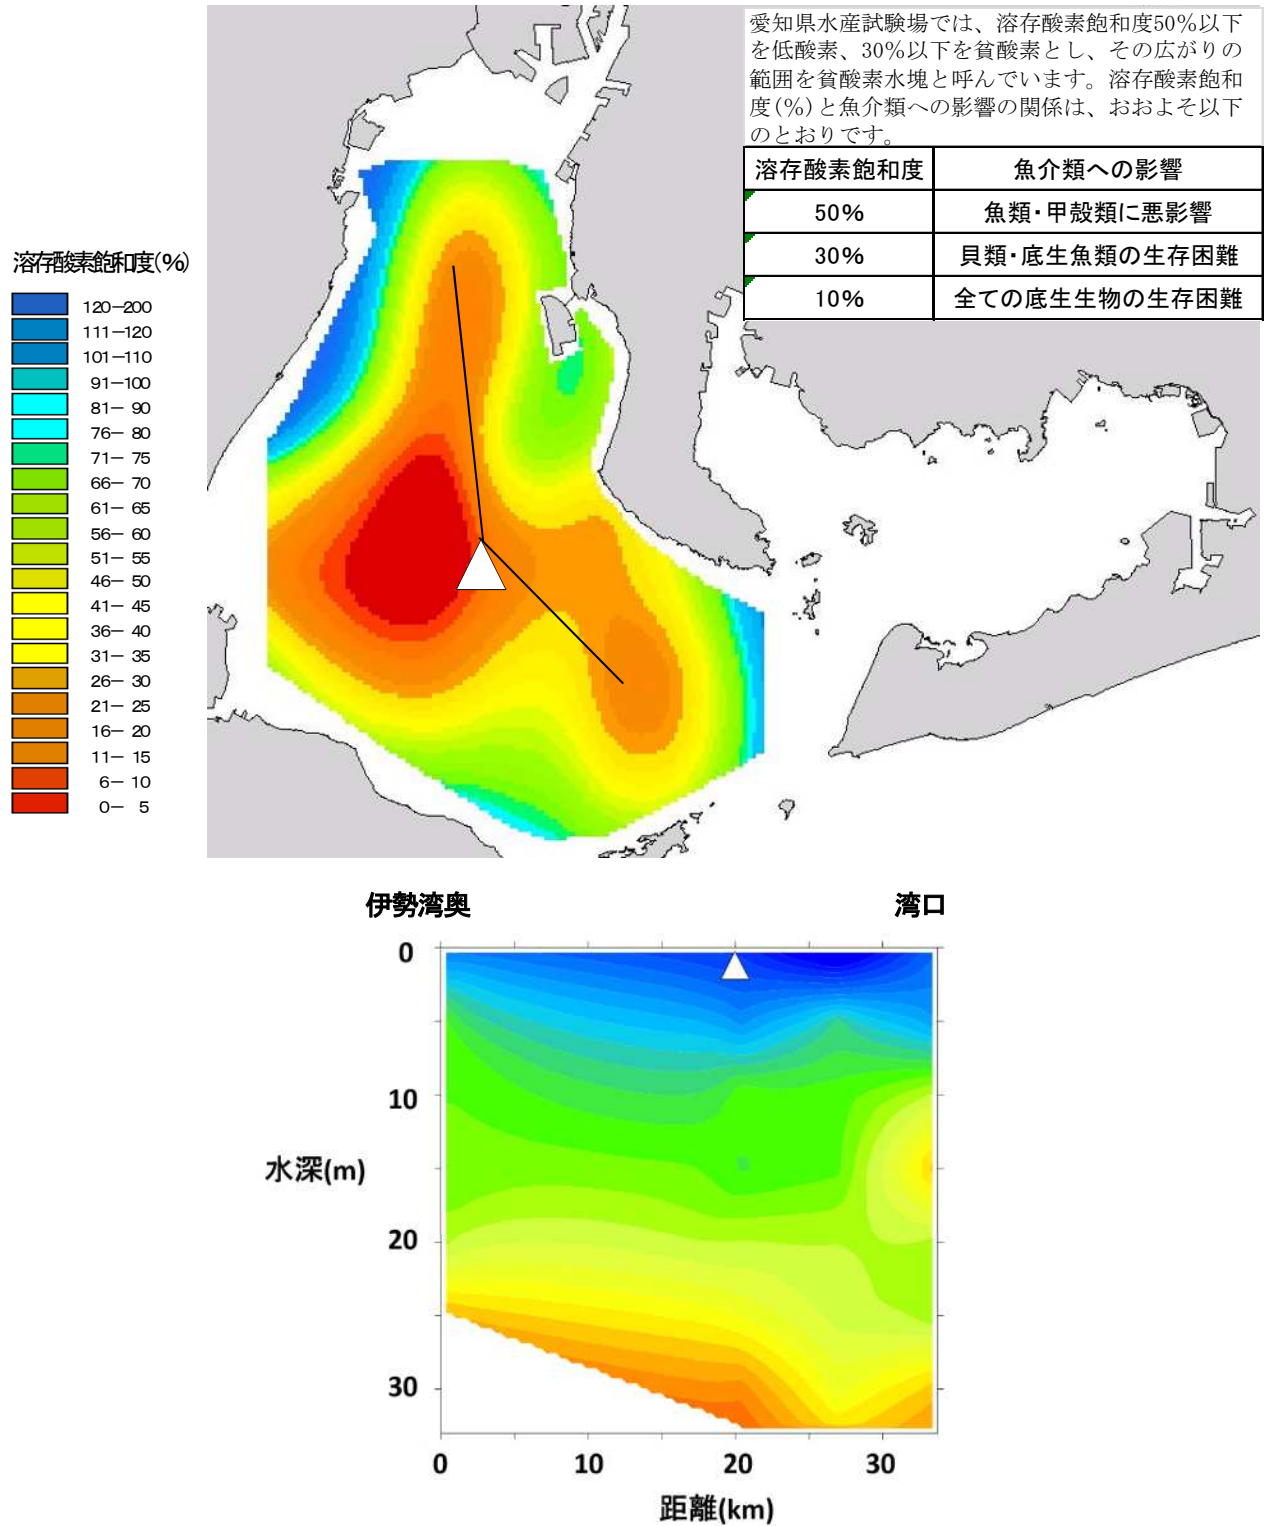 愛知県水産試験場では、溶存酸素飽和度50%以下
を低酸素、30%以下を貧酸素とし、その広がりの
範囲を貧酸素水塊と呼んでいます。溶存酸素飽和
度(%)と魚介類への影響の関係は、おおよそ以下
のとおりです。
溶存酸素飽和度 魚介類への影響
50% 魚類・甲殻類に悪影響
30% 貝類・底生魚類の生存困難
10% 全ての底生生物の生存困難
溶存酸素飽和度(%)
120-200
111-120
101-110
91-100
81- 90
76- 80
71- 75
66- 70
61- 65
56- 60
51- 55
46- 50
41- 45
36- 40
31- 35
26- 30
21- 25
16- 20
11- 15
6- 10
0- 5
伊勢湾奥 湾口
0
10
水深(m)
20
30
0 10 20 30
距離(km)